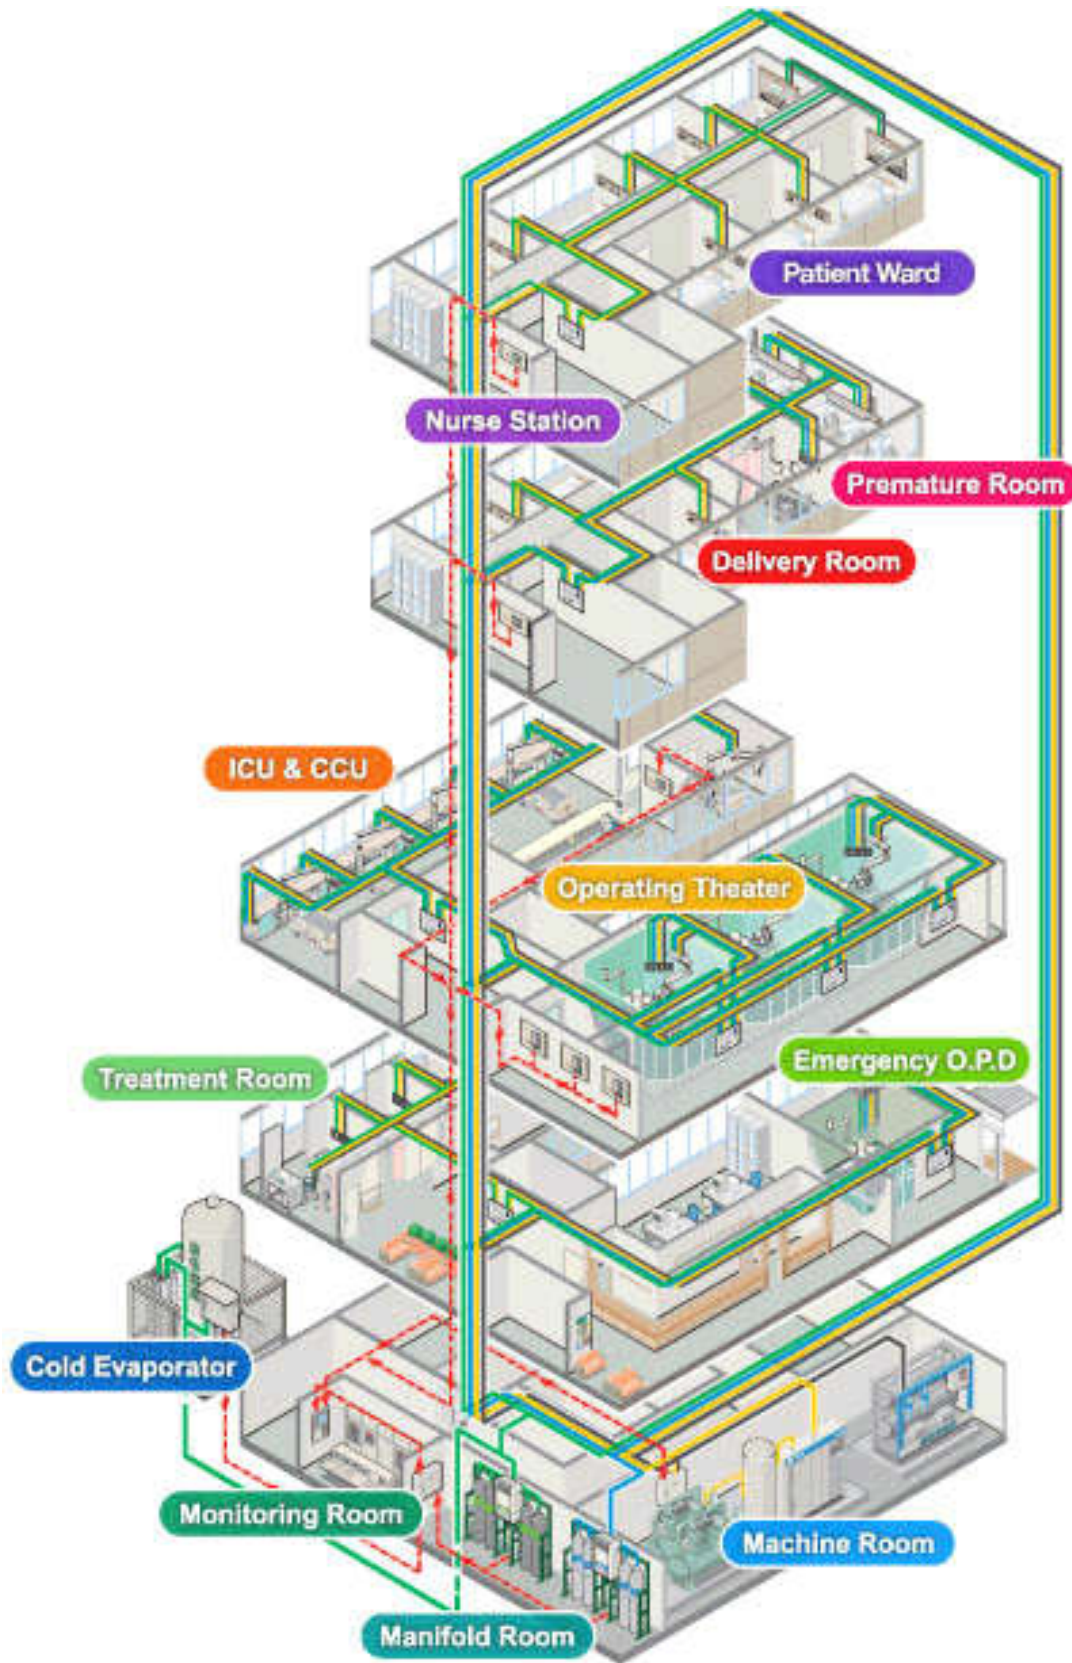 Patient Ward
Nurse Station
Premature Room
Delivery Room
ICU & CCU
Operating Theater
Emergency O.P.D
Treatment Room
Cold Evaporator
Monitoring Room
Machine Room
Manifold Room